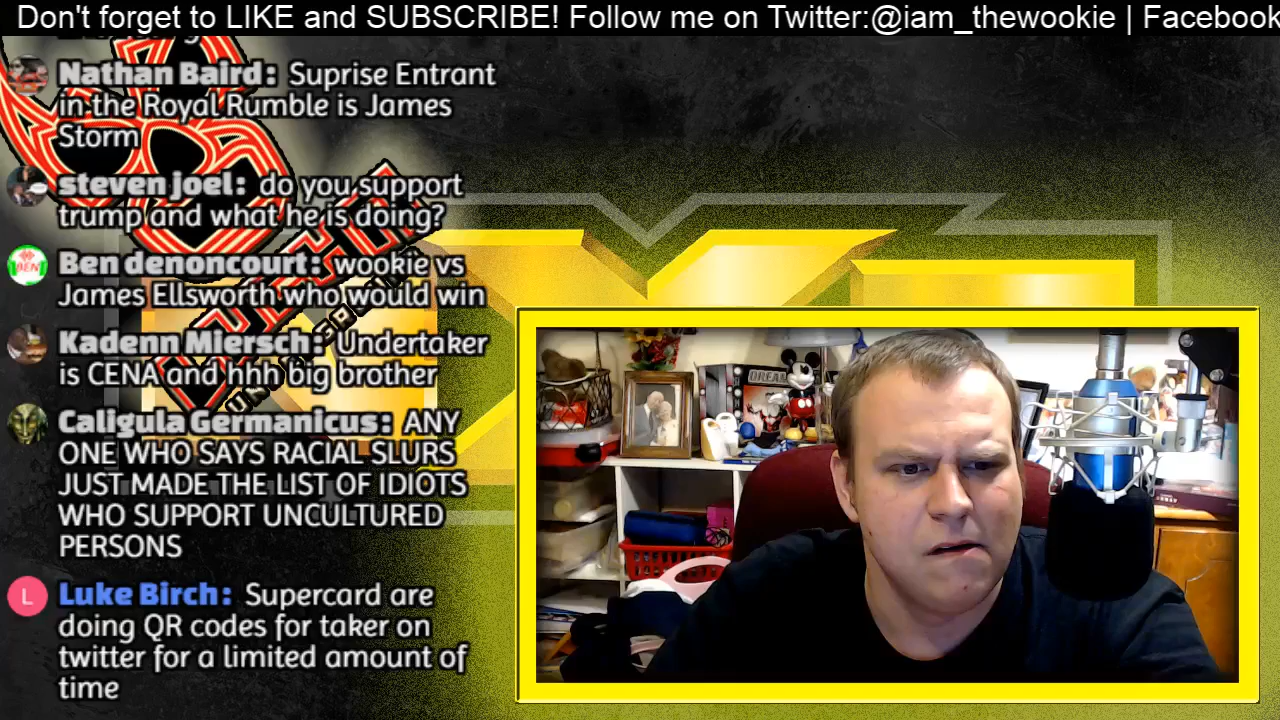 Don't forget to LIKE and SUBSCRIBE! Follow me on Twitter:@iam_thewookie | Facebook
Nathan Baird: Suprise Entrant
in the Royal Rumble is James
Storm
steven joel: do you support
trump and what he is doing?
Ben denoncourt: wookie vs
James Ellsworth who would win
Kadenn Miersch: Undertaker
is CENA and hhh big brother
Caligula Germanicus: ANY
ONE WHO SAYS RACIAL SLURS
JUST MADE THE LIST OF IDIOTS
WHO SUPPORT UNCULTURED
PERSONS
L
Luke Birch: Supercard are
doing QR codes for taker on
twitter for a limited amount of
time
BEN
DREAM